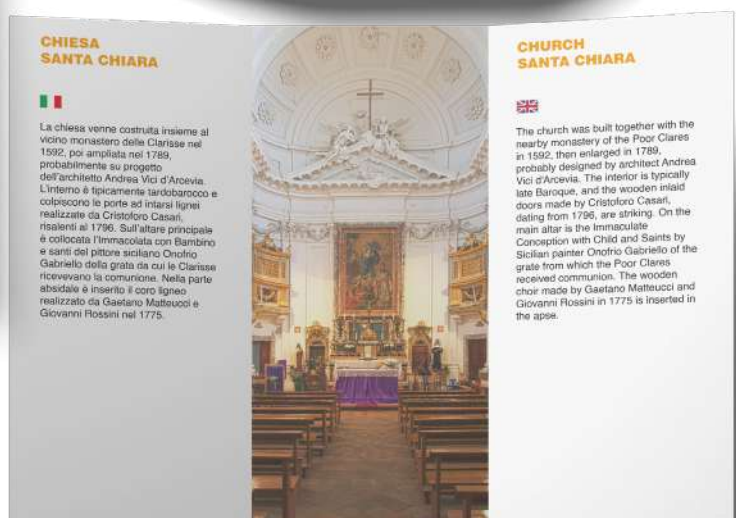 CHIESA
SANTA CHIARA
La chiesa venne costruita insieme al
vicino monastero delle Clarisse nel
1592, poi ampliata nel 1789,
probabilmente su progetto
dell'architetto Andrea Vici d'Arcevia.
L'interno è tipicamente tardobarocco e
colpiscono le porte ad intarsi lignei
realizzate da Cristoforo Casari,
risalenti al 1796. Sull'altare principale
è collocata l'Immacolata con Bambino
e santi del pittore siciliano Onofrio
Gabriello della grata da cui le Clarisse
ricevevano la comunione. Nella parte
absidale è inserito il coro ligneo
realizzato da Gaetano Matteucci e
Giovanni Rossini nel 1775.
CHURCH
SANTA CHIARA
The church was built together with the
nearby monastery of the Poor Clares
in 1592, then enlarged in 1789,
probably designed by architect Andrea
Vici d'Arcevia. The interior is typically
late Baroque, and the wooden inlaid
doors made by Cristoforo Casari,
dating from 1796, are striking. On the
main altar is the Immaculate
Conception with Child and Saints by
Sicilian painter Onofrio Gabriello of the
grate from which the Poor Clares
received communion. The wooden
choir made by Gaetano Matteucci and
Giovanni Rossini in 1775 is inserted in
the apse.